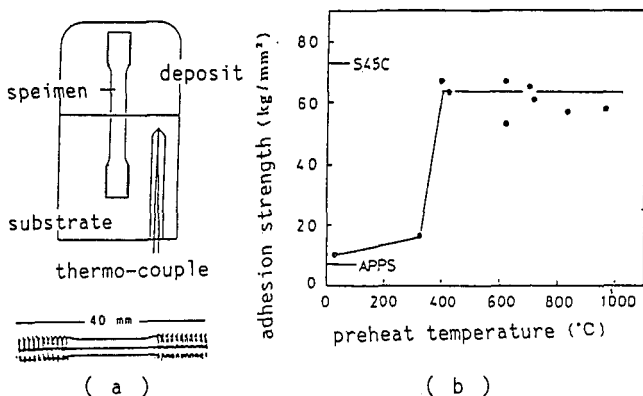 deposit
speimen
substrate
thermo-couple
40 mm
( a )
adhesion strength (kg/mm²)
80
60
40
20
0
S45C
APPS
0 200 400 600 800 1000
preheat temperature (°C)
( b )